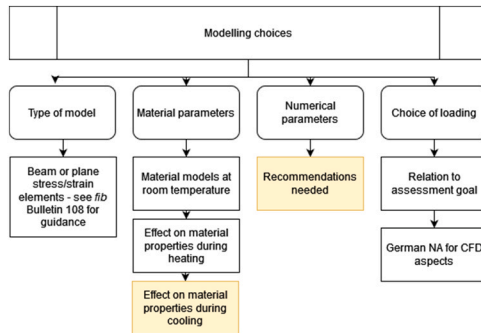 Modelling choices
Type of model
Material parameters
Numerical
parameters
Choice of loading
Beam or plane
stress/strain
elements - see fib
Bulletin 108 for
guidance
Material models at
room temperature
Recommendations
needed
Relation to
assessment goal
Effect on material
properties during
heating
German NA for CFD
aspects
Effect on material
properties during
cooling